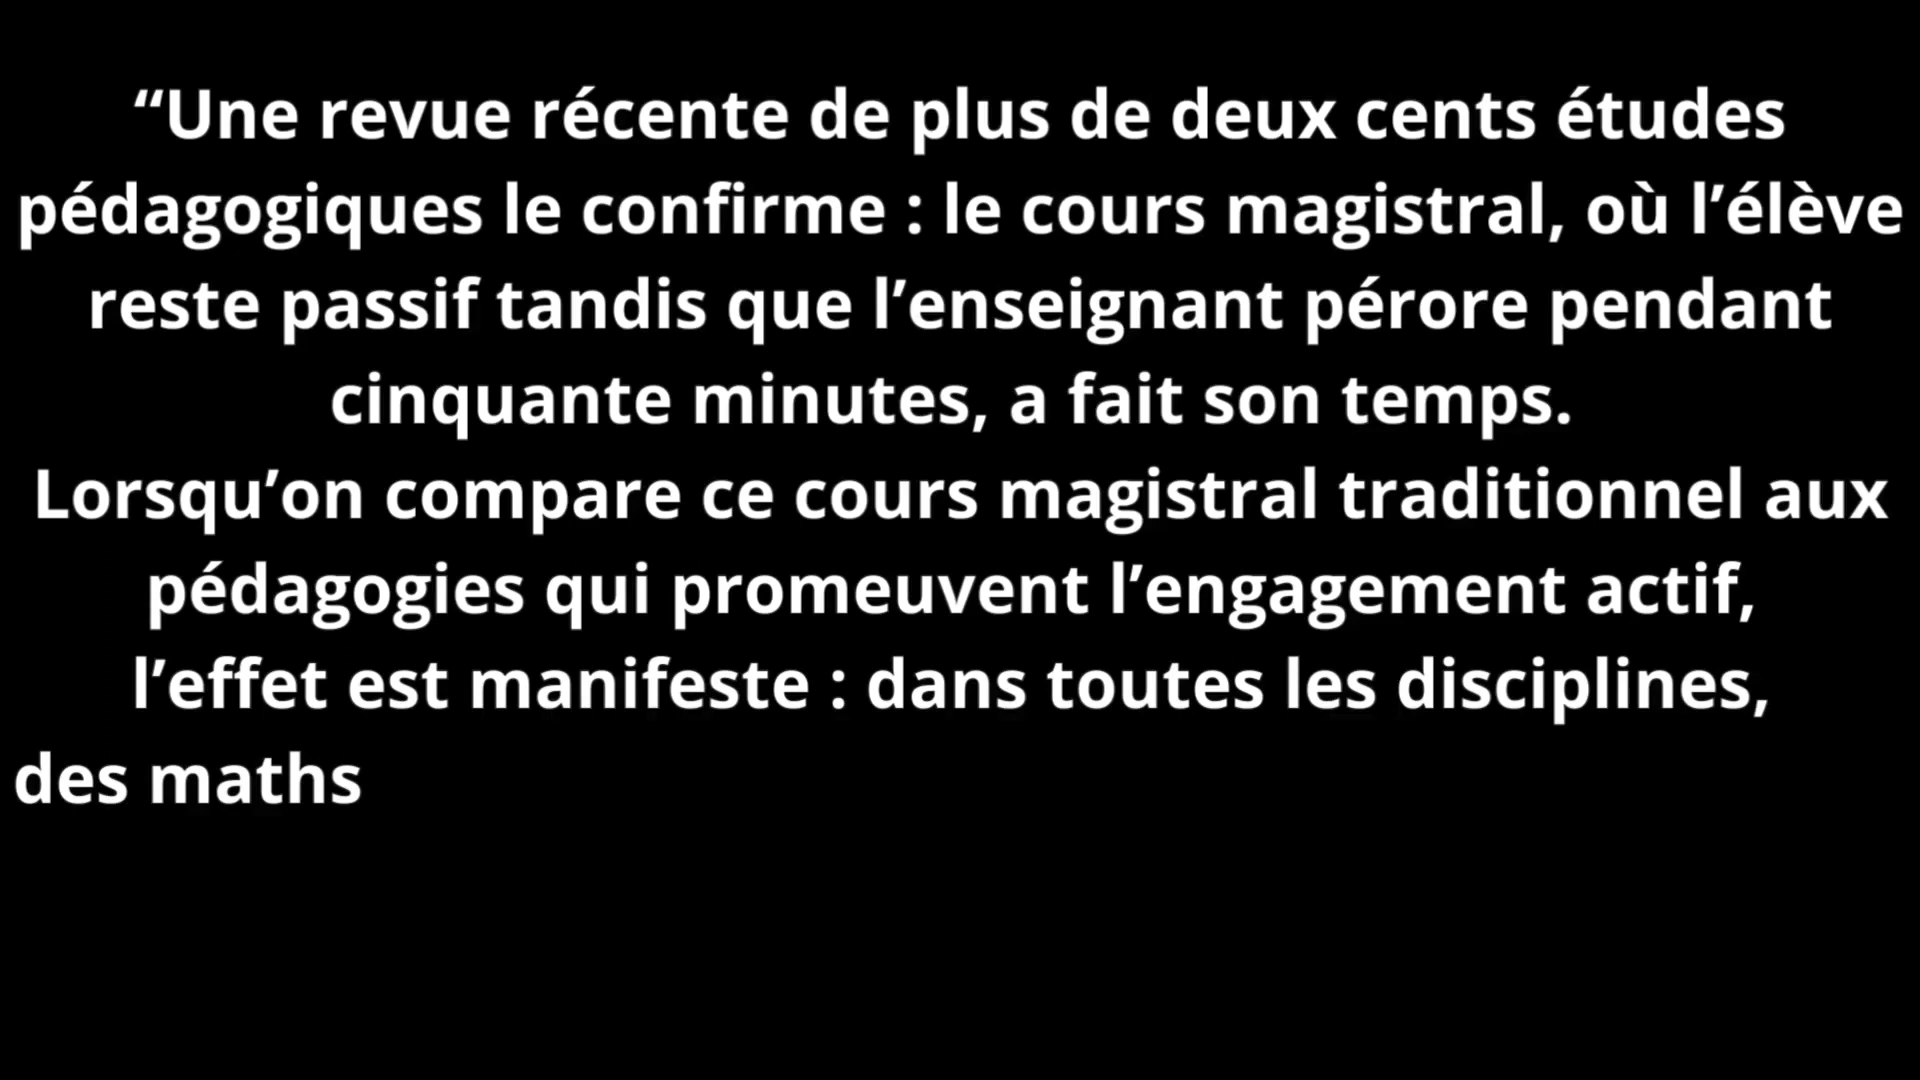 “Une revue récente de plus de deux cents études
pédagogiques le confirme : le cours magistral, où l’élève
reste passif tandis que l’enseignant pérore pendant
cinquante minutes, a fait son temps.
Lorsqu’on compare ce cours magistral traditionnel aux
pédagogies qui promeuvent l’engagement actif,
l’effet est manifeste : dans toutes les disciplines,
des maths